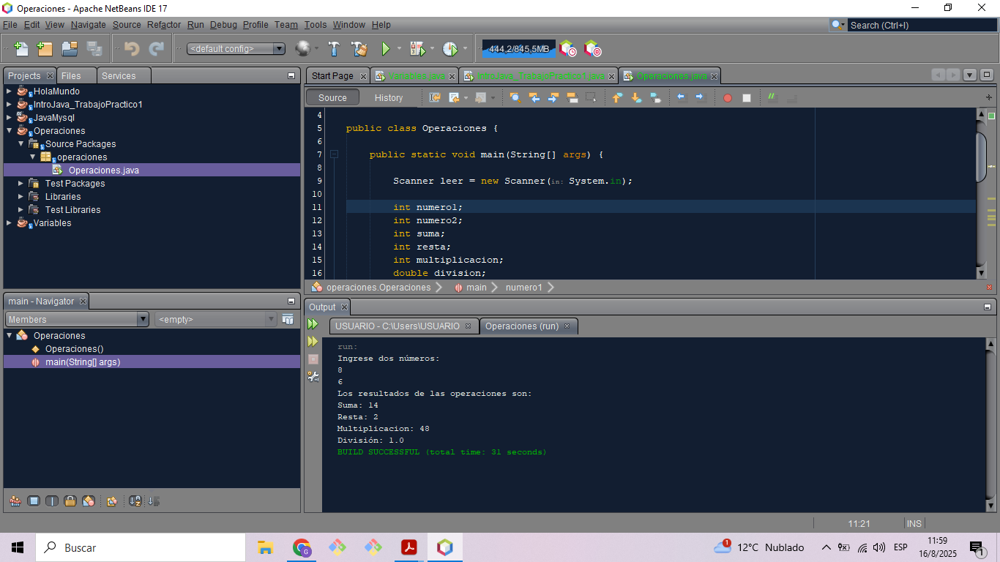 Operaciones - Apache NetBeans IDE 17
File Edit View Navigate Source Refactor Run Debug Profile Team Tools Window Help
Search (Ctrl+I)
<default config>
444,2/845,5MB
Projects Files Services
HolaMundo
IntroJava_TrabajoPractico1
JavaMysql
Operaciones
Source Packages
operaciones
Operaciones.java
Test Packages
Libraries
Test Libraries
Variables
Start Page Variables.java IntroJava_TrabajoPractico1.java Operaciones.java
Source History
4
5 public class Operaciones {
6
7 public static void main(String[] args) {
8
9 Scanner leer = new Scanner(in: System.in);
10
11 int numero1;
12 int numero2;
13 int suma;
14 int resta;
15 int multiplicacion;
16 double division;
operaciones.Operaciones main numero1
main - Navigator
Members <empty>
Operaciones
Operaciones()
main(String[] args)
Output
USUARIO - C:\Users\USUARIO Operaciones (run)
run:
Ingrese dos números:
8
6
Los resultados de las operaciones son:
Suma: 14
Resta: 2
Multiplicacion: 48
División: 1.0
BUILD SUCCESSFUL (total time: 31 seconds)
11:21 INS
Buscar
1
12°C Nublado
ESP
11:59
16/8/2025
1